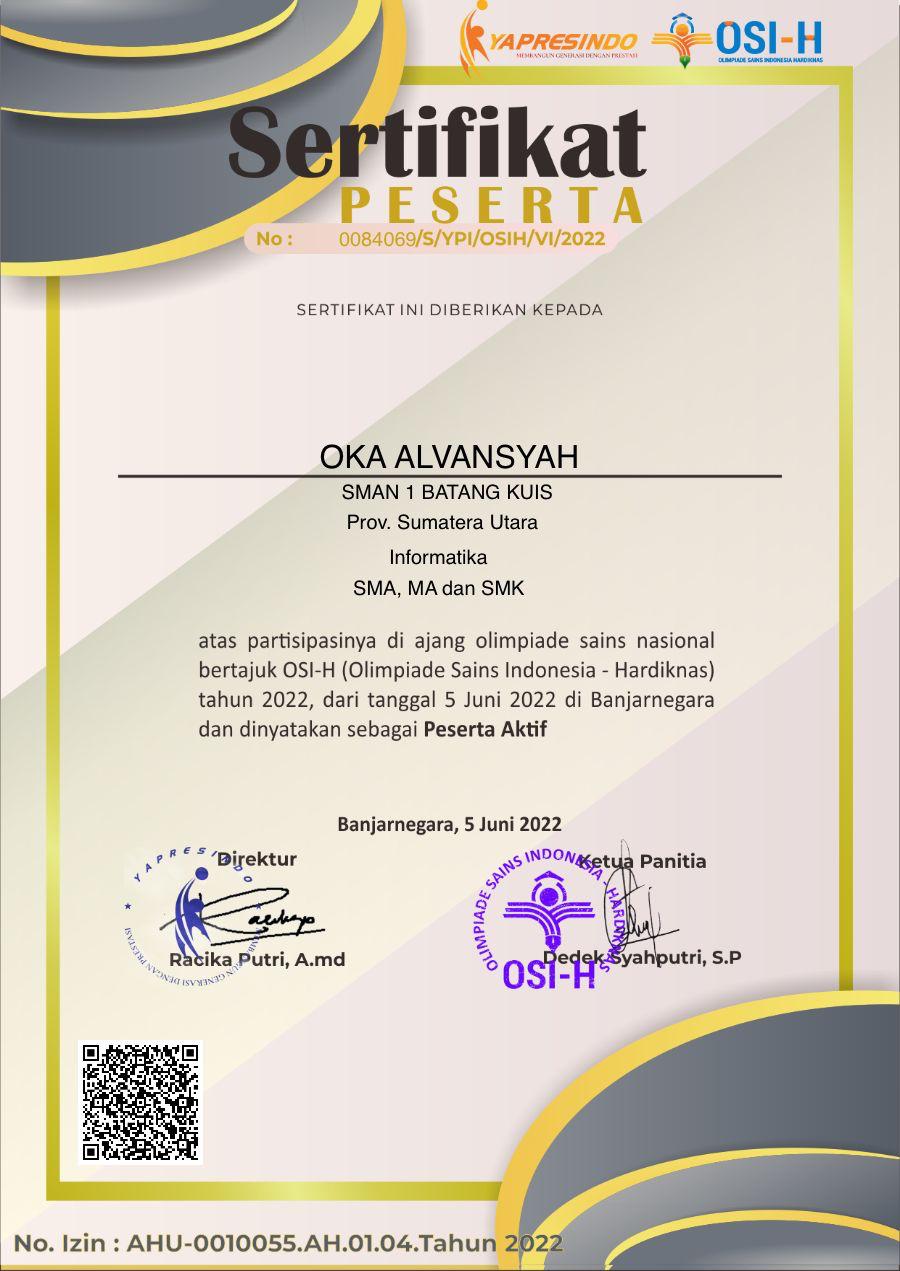 YAPRESINDO
MEMBANGUN GENERASI DENGAN PRESTASI
OSI-H
OLIMPIADE SAINS INDONESIA HARDIKNAS
Sertifikat
PESERTA
No : 0084069/S/YPI/OSIH/VI/2022
SERTIFIKAT INI DIBERIKAN KEPADA
OKA ALVANSYAH
SMAN 1 BATANG KUIS
Prov. Sumatera Utara
Informatika
SMA, MA dan SMK
atas partisipasinya di ajang olimpiade sains nasional
bertajuk OSI-H (Olimpiade Sains Indonesia - Hardiknas)
tahun 2022, dari tanggal 5 Juni 2022 di Banjarnegara
dan dinyatakan sebagai Peserta Aktif
Banjarnegara, 5 Juni 2022
Direktur
YAPRESINDO
MEMBANGUN GENERASI DENGAN PRESTASI
Racika Putri, A.md
Ketua Panitia
OLIMPIADE SAINS INDONESIA - HARDIKNAS
OSI-H
Dedek Syahputri, S.P
No. Izin : AHU-0010055.AH.01.04.Tahun 2022